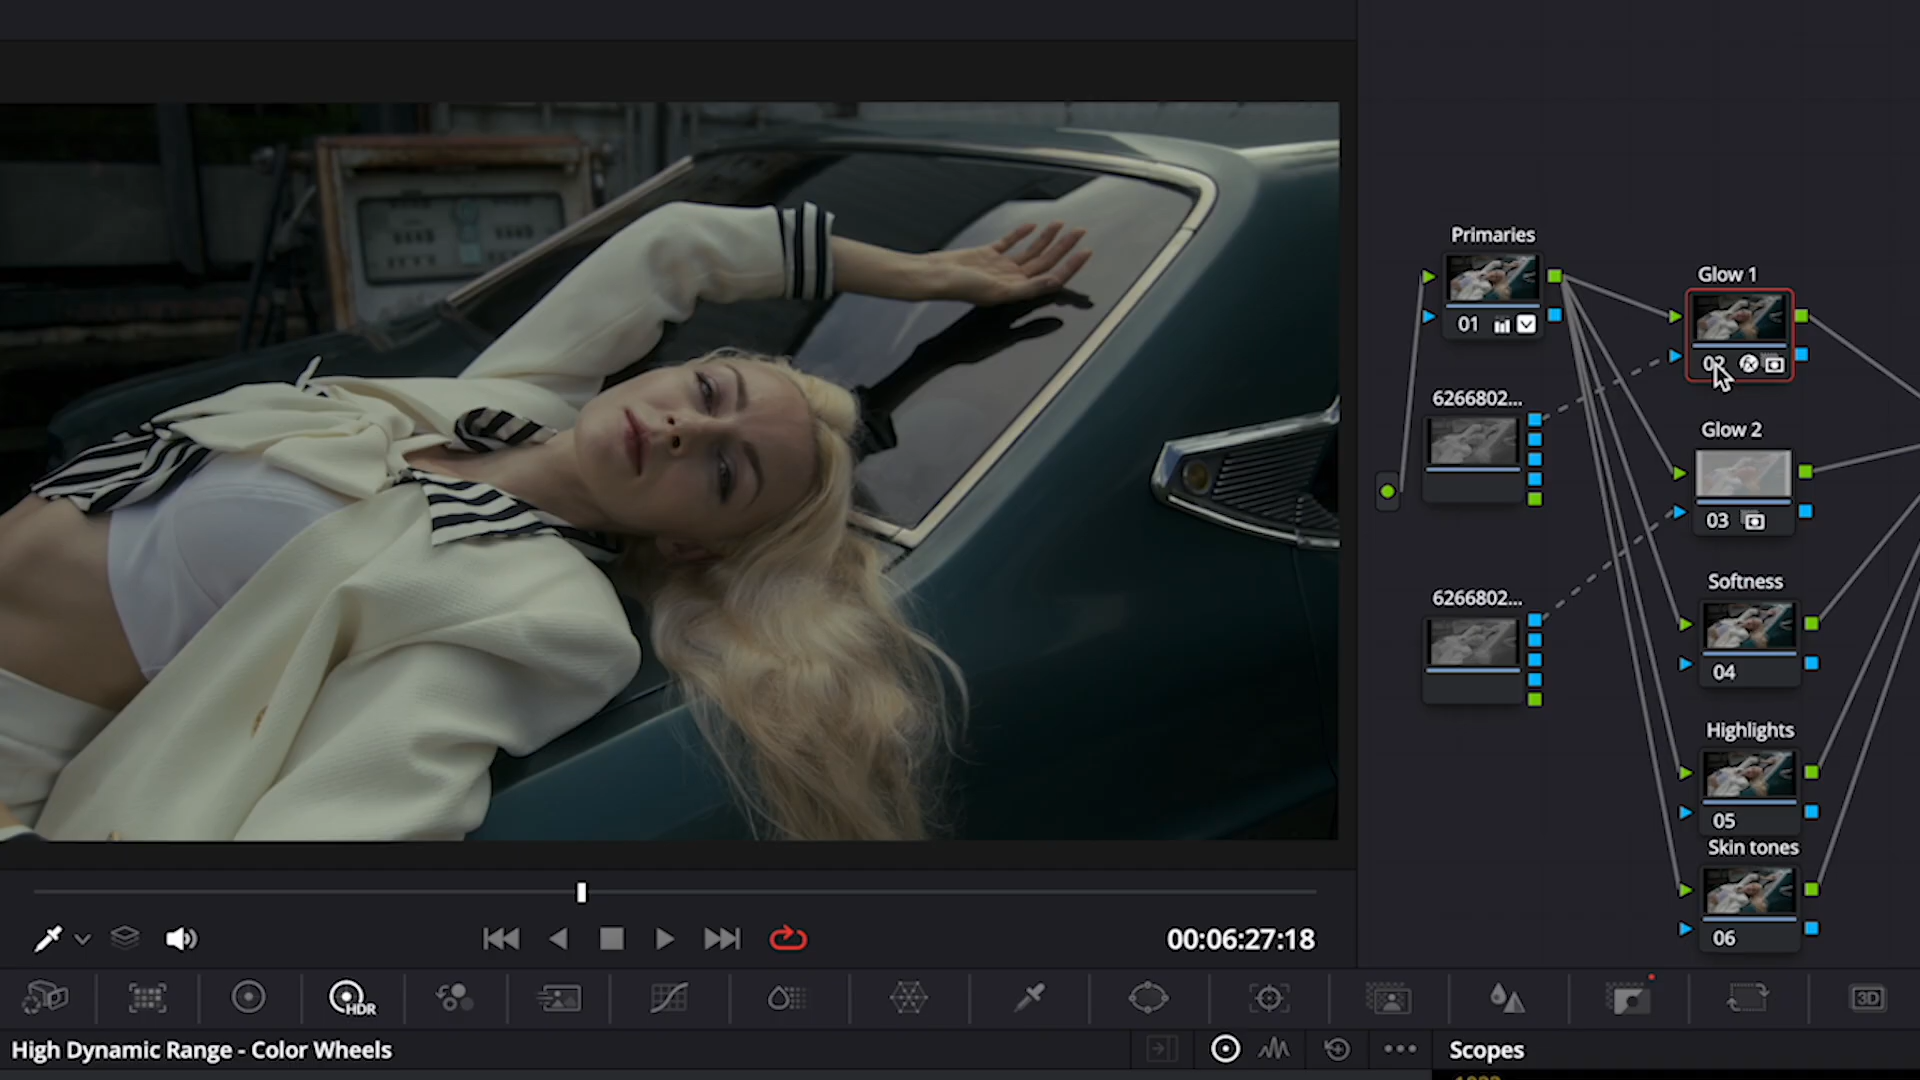 Primaries
01
Glow 1
02
6266802...
Glow 2
03
6266802...
Softness
04
Highlights
05
Skin tones
06
00:06:27:18
HDR
3D
High Dynamic Range - Color Wheels
Scopes